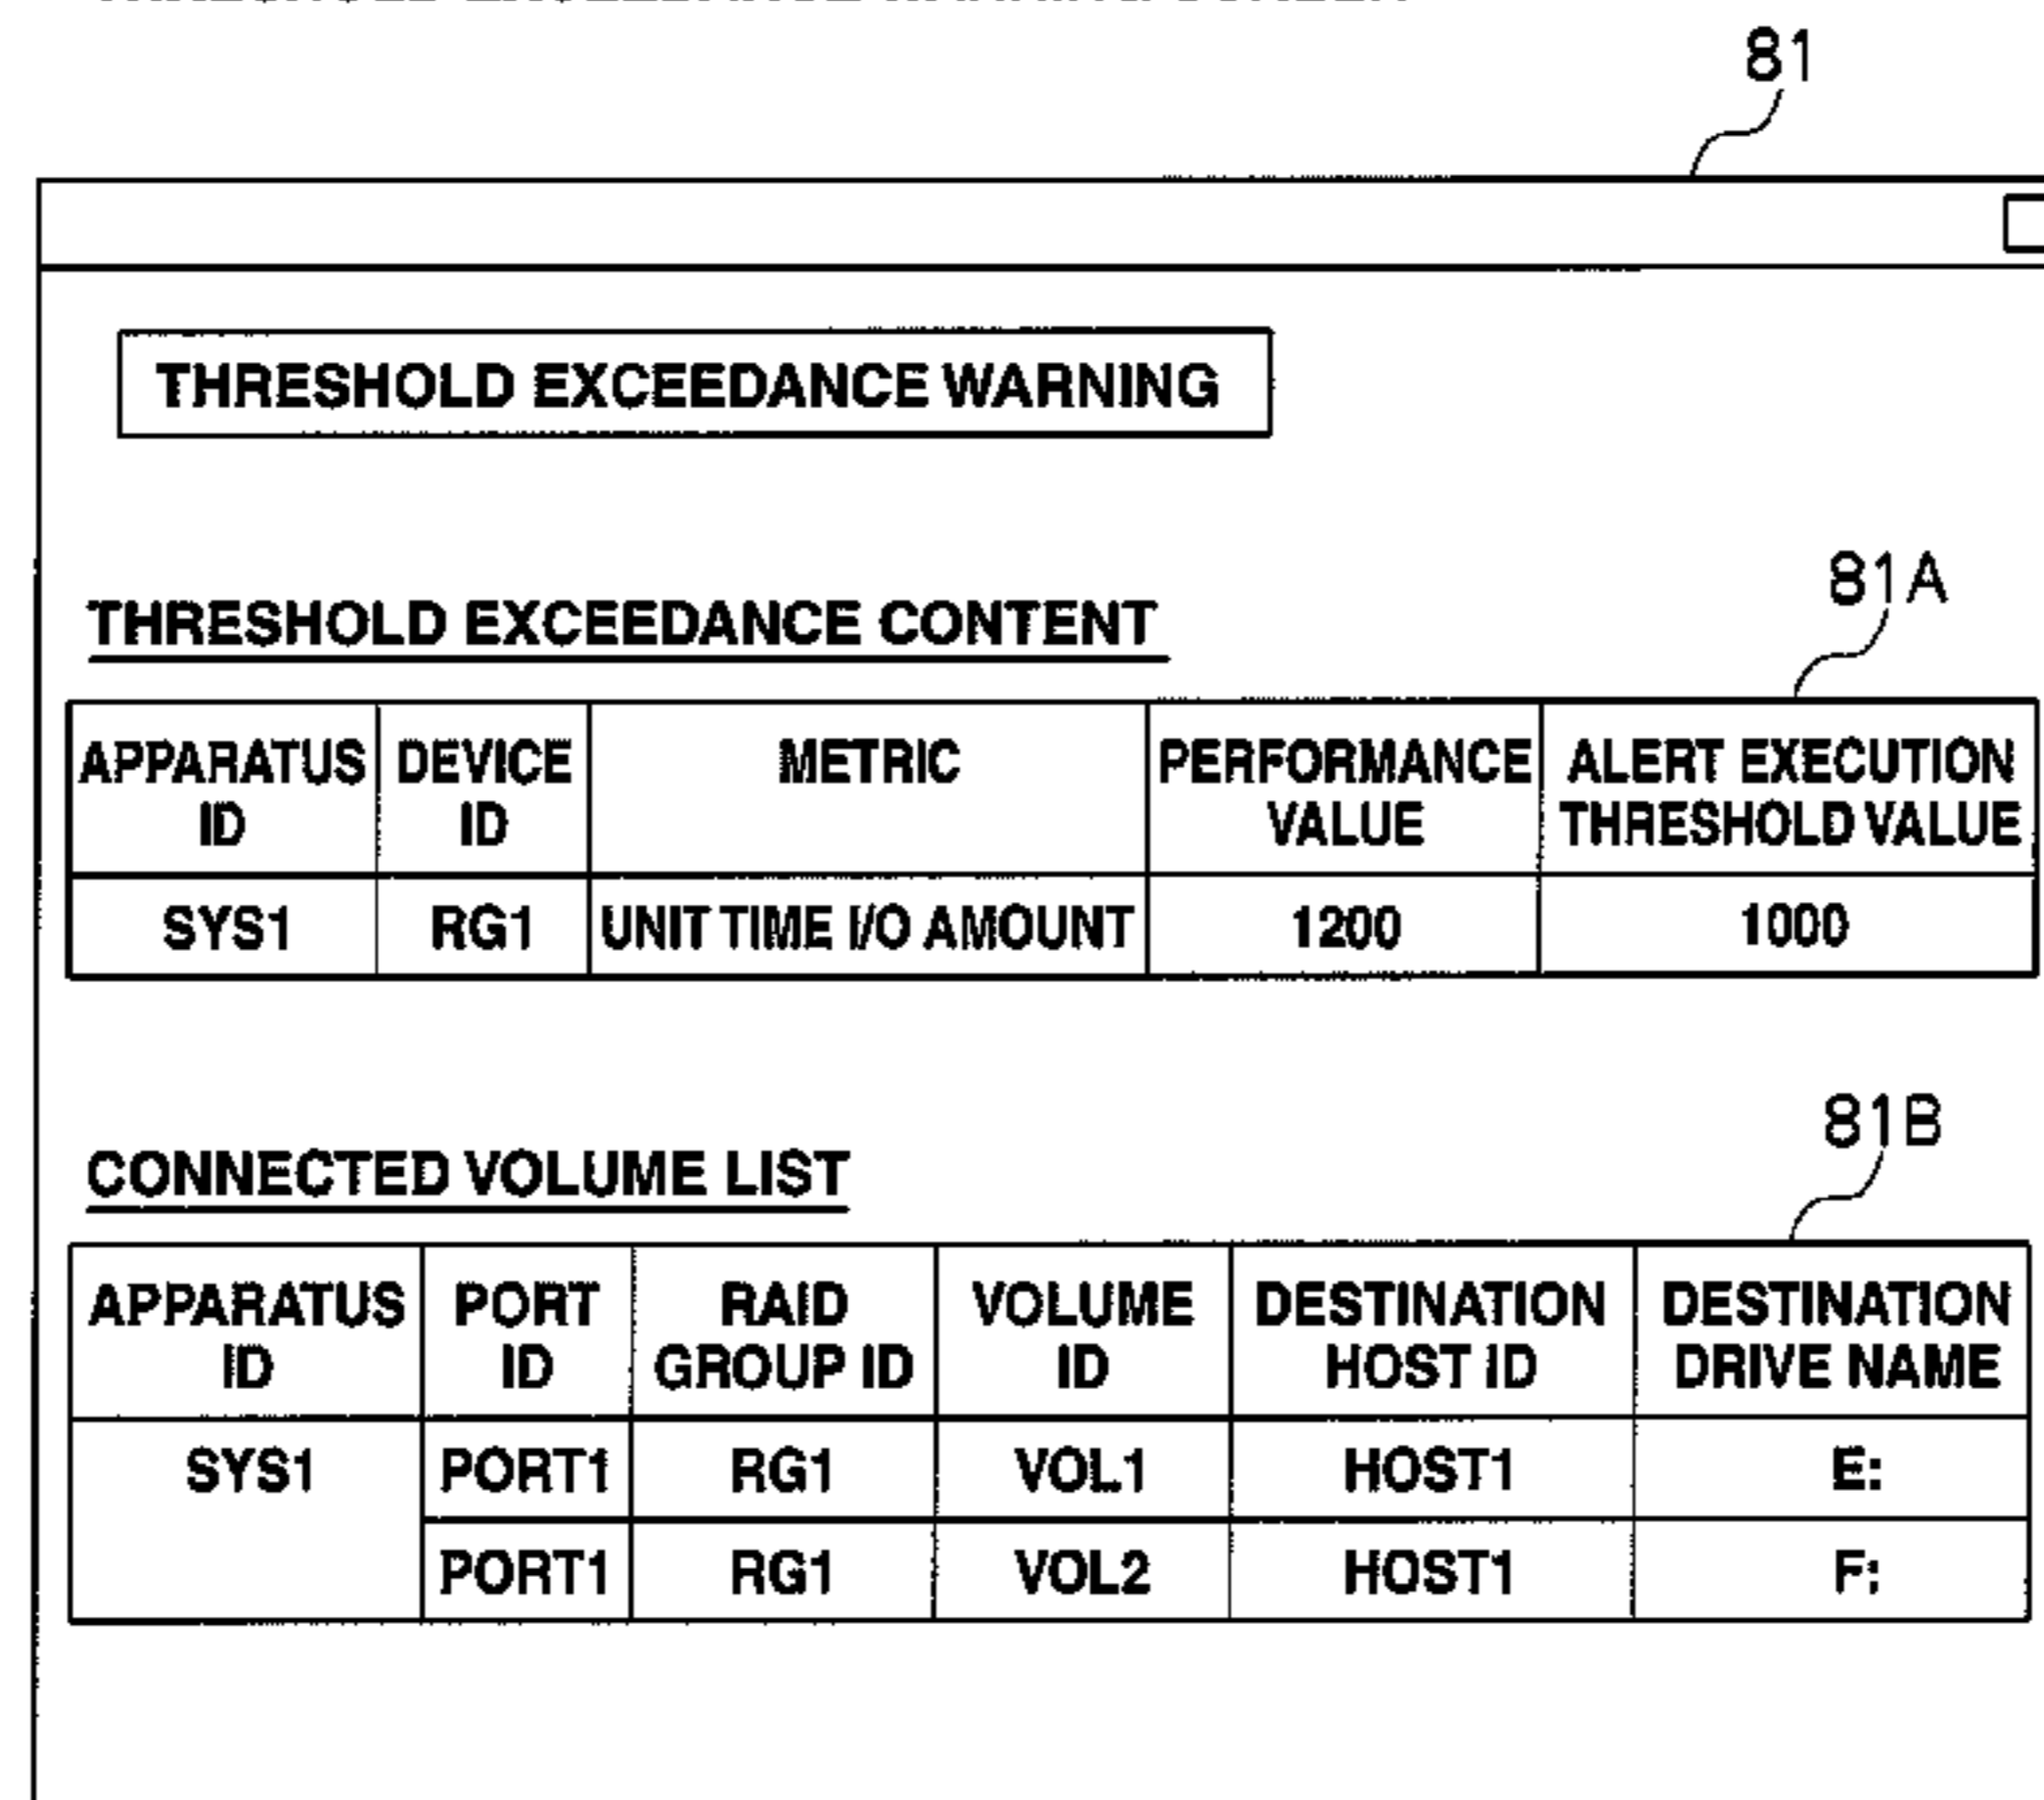 81
THRESHOLD EXCEEDANCE WARNING
81A
THRESHOLD EXCEEDANCE CONTENT
APPARATUS ID DEVICE ID METRIC PERFORMANCE VALUE ALERT EXECUTION THRESHOLD VALUE
SYS1 RG1 UNIT TIME I/O AMOUNT 1200 1000
81B
CONNECTED VOLUME LIST
APPARATUS ID PORT ID RAID GROUP ID VOLUME ID DESTINATION HOST ID DESTINATION DRIVE NAME
SYS1 PORT1 RG1 VOL1 HOST1 E:
PORT1 RG1 VOL2 HOST1 F: